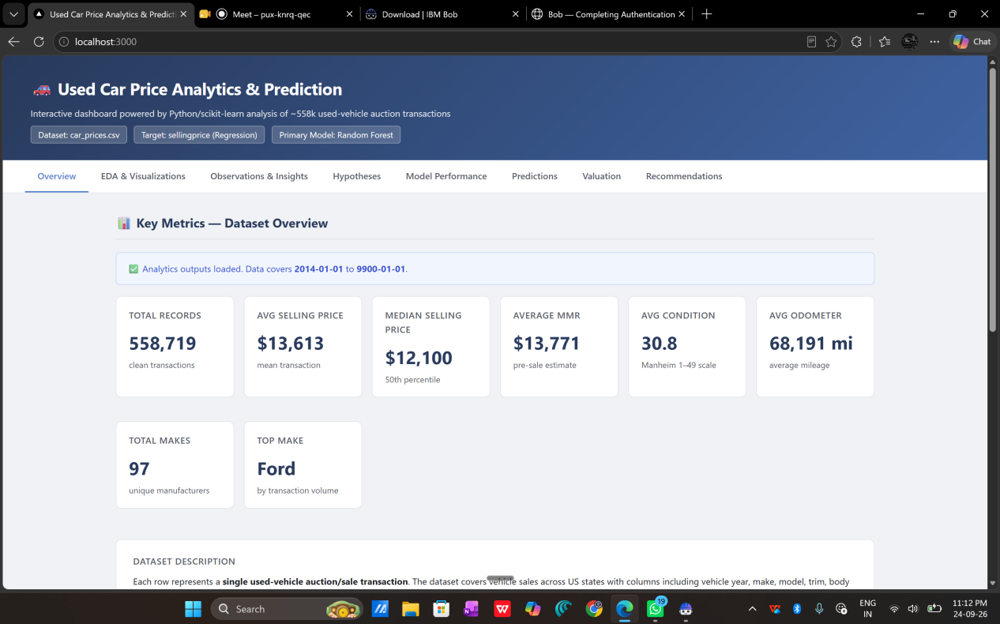 Used Car Price Analytics & Predicti
Meet – pux-knrq-qec
Download | IBM Bob
Bob — Completing Authentication
localhost:3000
Chat
Used Car Price Analytics & Prediction
Interactive dashboard powered by Python/scikit-learn analysis of ~558k used-vehicle auction transactions
Dataset: car_prices.csv
Target: sellingprice (Regression)
Primary Model: Random Forest
Overview
EDA & Visualizations
Observations & Insights
Hypotheses
Model Performance
Predictions
Valuation
Recommendations
Key Metrics — Dataset Overview
Analytics outputs loaded. Data covers 2014-01-01 to 9900-01-01.
TOTAL RECORDS
558,719
clean transactions
AVG SELLING PRICE
$13,613
mean transaction
MEDIAN SELLING
PRICE
$12,100
50th percentile
AVERAGE MMR
$13,771
pre-sale estimate
AVG CONDITION
30.8
Manheim 1–49 scale
AVG ODOMETER
68,191 mi
average mileage
TOTAL MAKES
97
unique manufacturers
TOP MAKE
Ford
by transaction volume
DATASET DESCRIPTION
Each row represents a single used-vehicle auction/sale transaction. The dataset covers vehicle sales across US states with columns including vehicle year, make, model, trim, body
Search
19
ENG
IN
11:12 PM
24-09-26